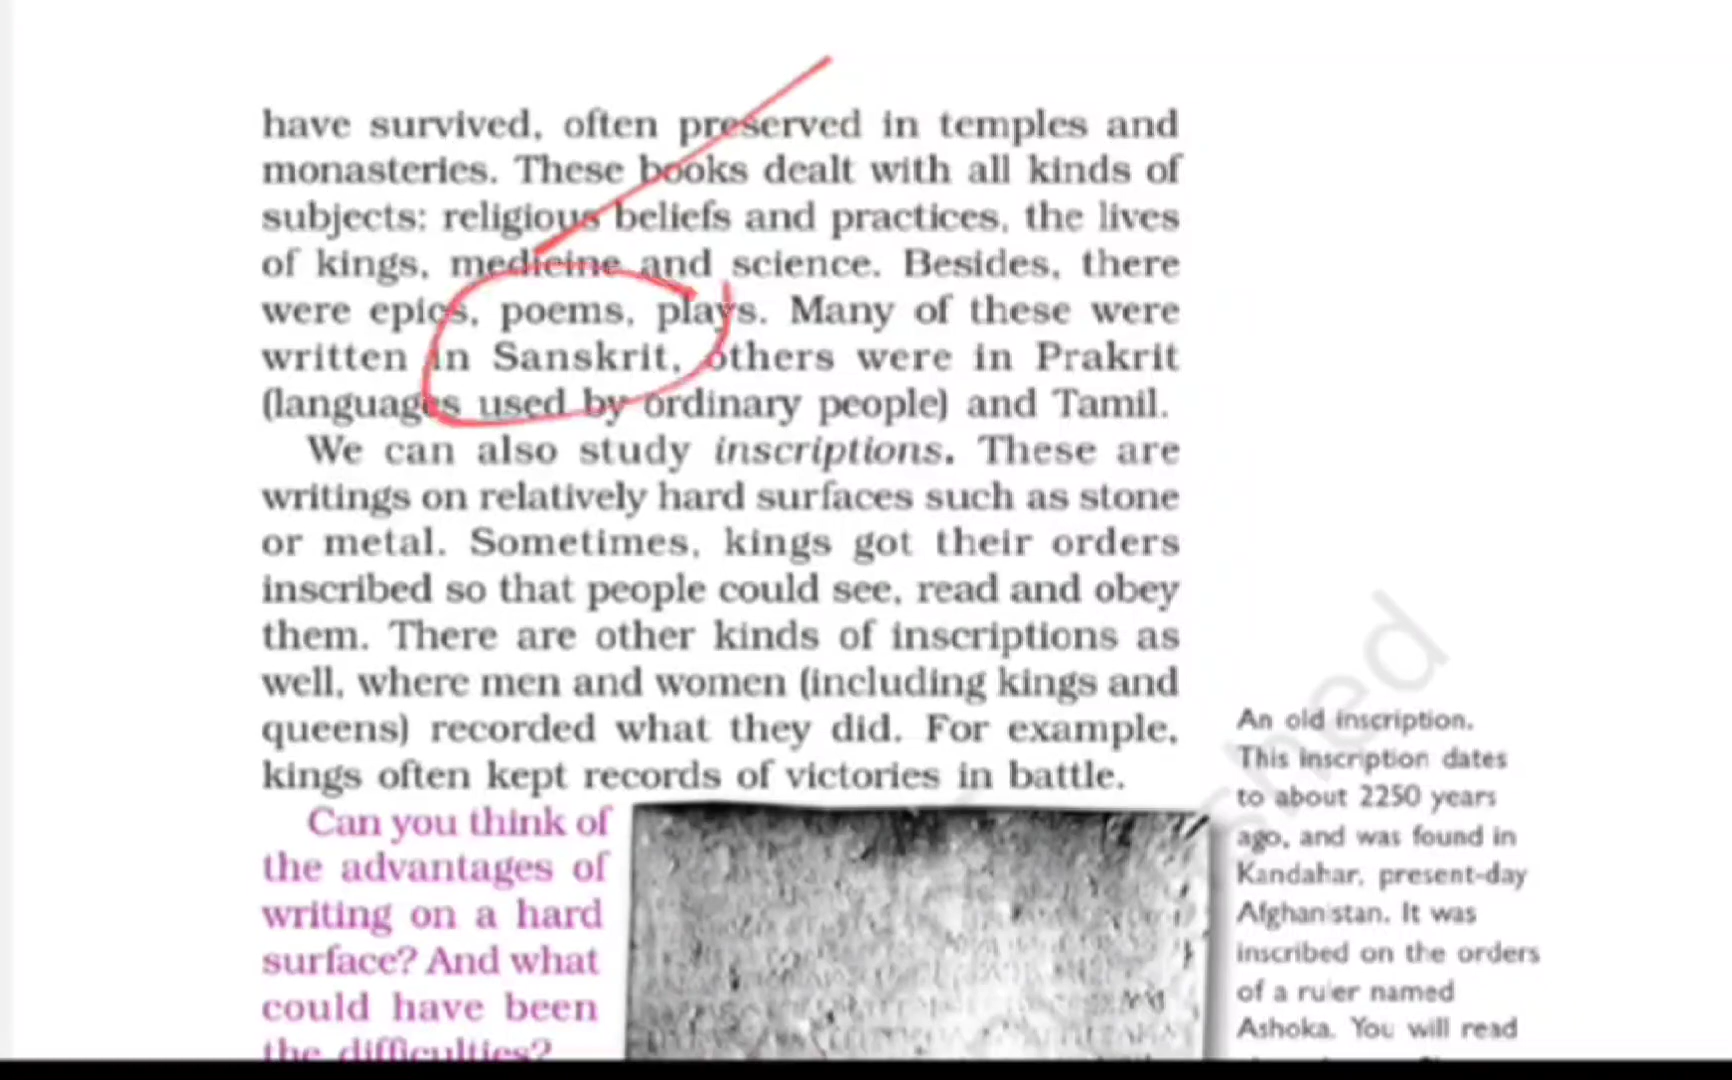 have survived, often preserved in temples and
monasteries. These books dealt with all kinds of
subjects: religious beliefs and practices, the lives
of kings, medicine and science. Besides, there
were epics, poems, plays. Many of these were
written in Sanskrit, others were in Prakrit
(languages used by ordinary people) and Tamil.
We can also study inscriptions. These are
writings on relatively hard surfaces such as stone
or metal. Sometimes, kings got their orders
inscribed so that people could see, read and obey
them. There are other kinds of inscriptions as
well, where men and women (including kings and
queens) recorded what they did. For example,
kings often kept records of victories in battle.
Can you think of
the advantages of
writing on a hard
surface? And what
could have been
the difficulties?
An old inscription.
This inscription dates
to about 2250 years
ago, and was found in
Kandahar, present-day
Afghanistan. It was
inscribed on the orders
of a ruler named
Ashoka. You will read
shed